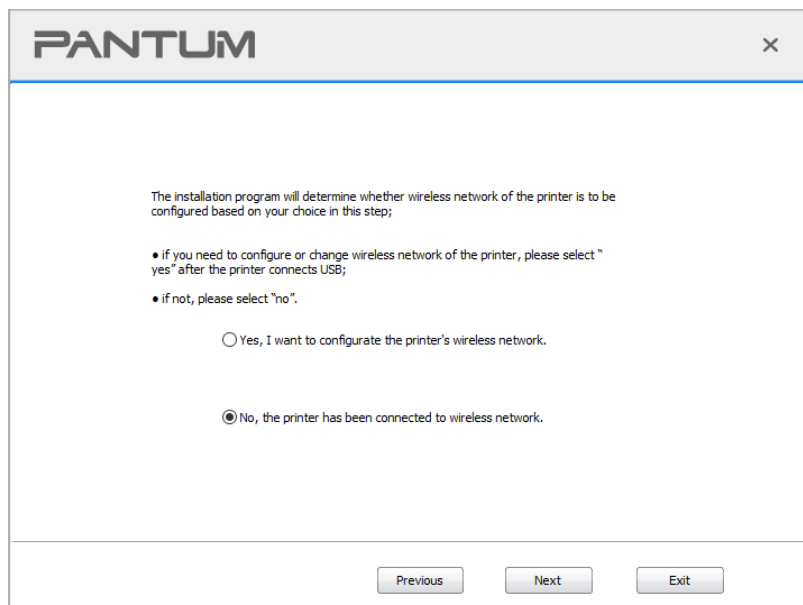 PANTUM
The installation program will determine whether wireless network of the printer is to be
configured based on your choice in this step;
● if you need to configure or change wireless network of the printer, please select “
yes” after the printer connects USB;
● if not, please select “no”.
Yes, I want to configurate the printer's wireless network.
No, the printer has been connected to wireless network.
Previous Next Exit